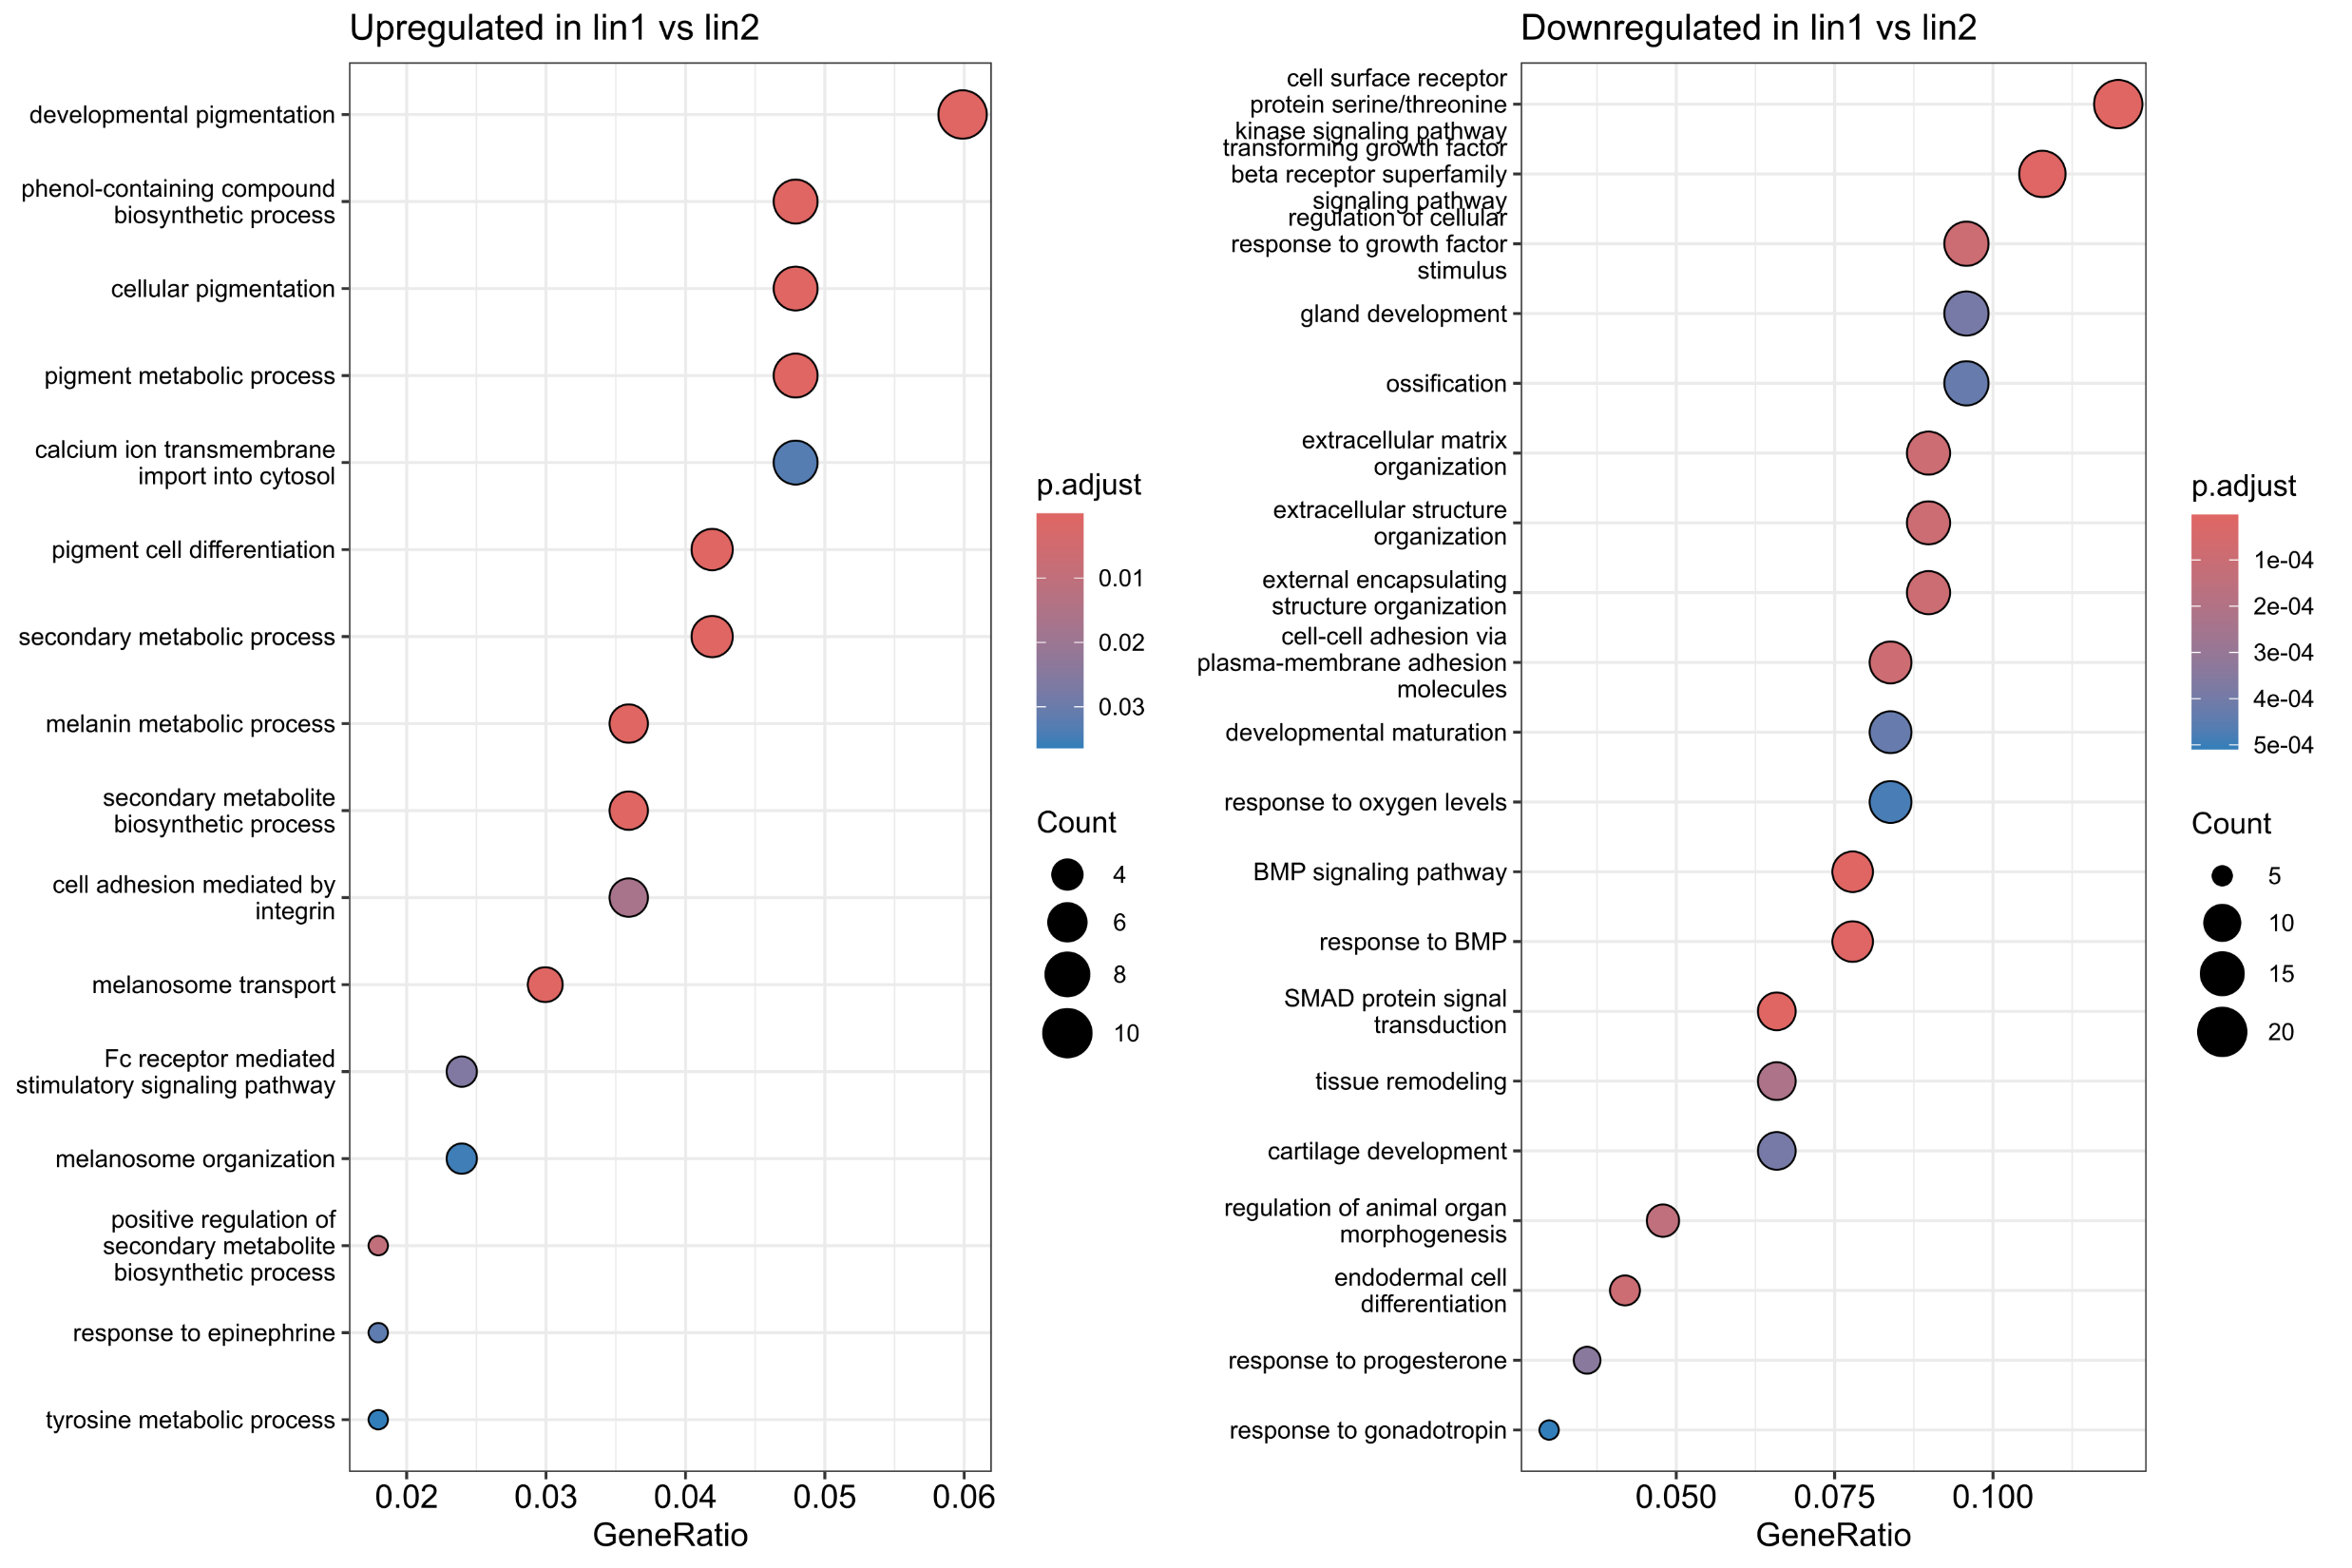 Upregulated in lin1 vs lin2
developmental pigmentation
phenol-containing compound
biosynthetic process
cellular pigmentation
pigment metabolic process
calcium ion transmembrane
import into cytosol
pigment cell differentiation
secondary metabolic process
melanin metabolic process
secondary metabolite
biosynthetic process
cell adhesion mediated by
integrin
melanosome transport
Fc receptor mediated
stimulatory signaling pathway
melanosome organization
positive regulation of
secondary metabolite
biosynthetic process
response to epinephrine
tyrosine metabolic process
0.02 0.03 0.04 0.05 0.06
GeneRatio
p.adjust
0.01
0.02
0.03
Count
4
6
8
10
Downregulated in lin1 vs lin2
cell surface receptor
protein serine/threonine
kinase signaling pathway
transforming growth factor
beta receptor superfamily
signaling pathway
regulation of cellular
response to growth factor
stimulus
gland development
ossification
extracellular matrix
organization
extracellular structure
organization
external encapsulating
structure organization
cell-cell adhesion via
plasma-membrane adhesion
molecules
developmental maturation
response to oxygen levels
BMP signaling pathway
response to BMP
SMAD protein signal
transduction
tissue remodeling
cartilage development
regulation of animal organ
morphogenesis
endodermal cell
differentiation
response to progesterone
response to gonadotropin
0.050 0.075 0.100
GeneRatio
p.adjust
1e-04
2e-04
3e-04
4e-04
5e-04
Count
5
10
15
20